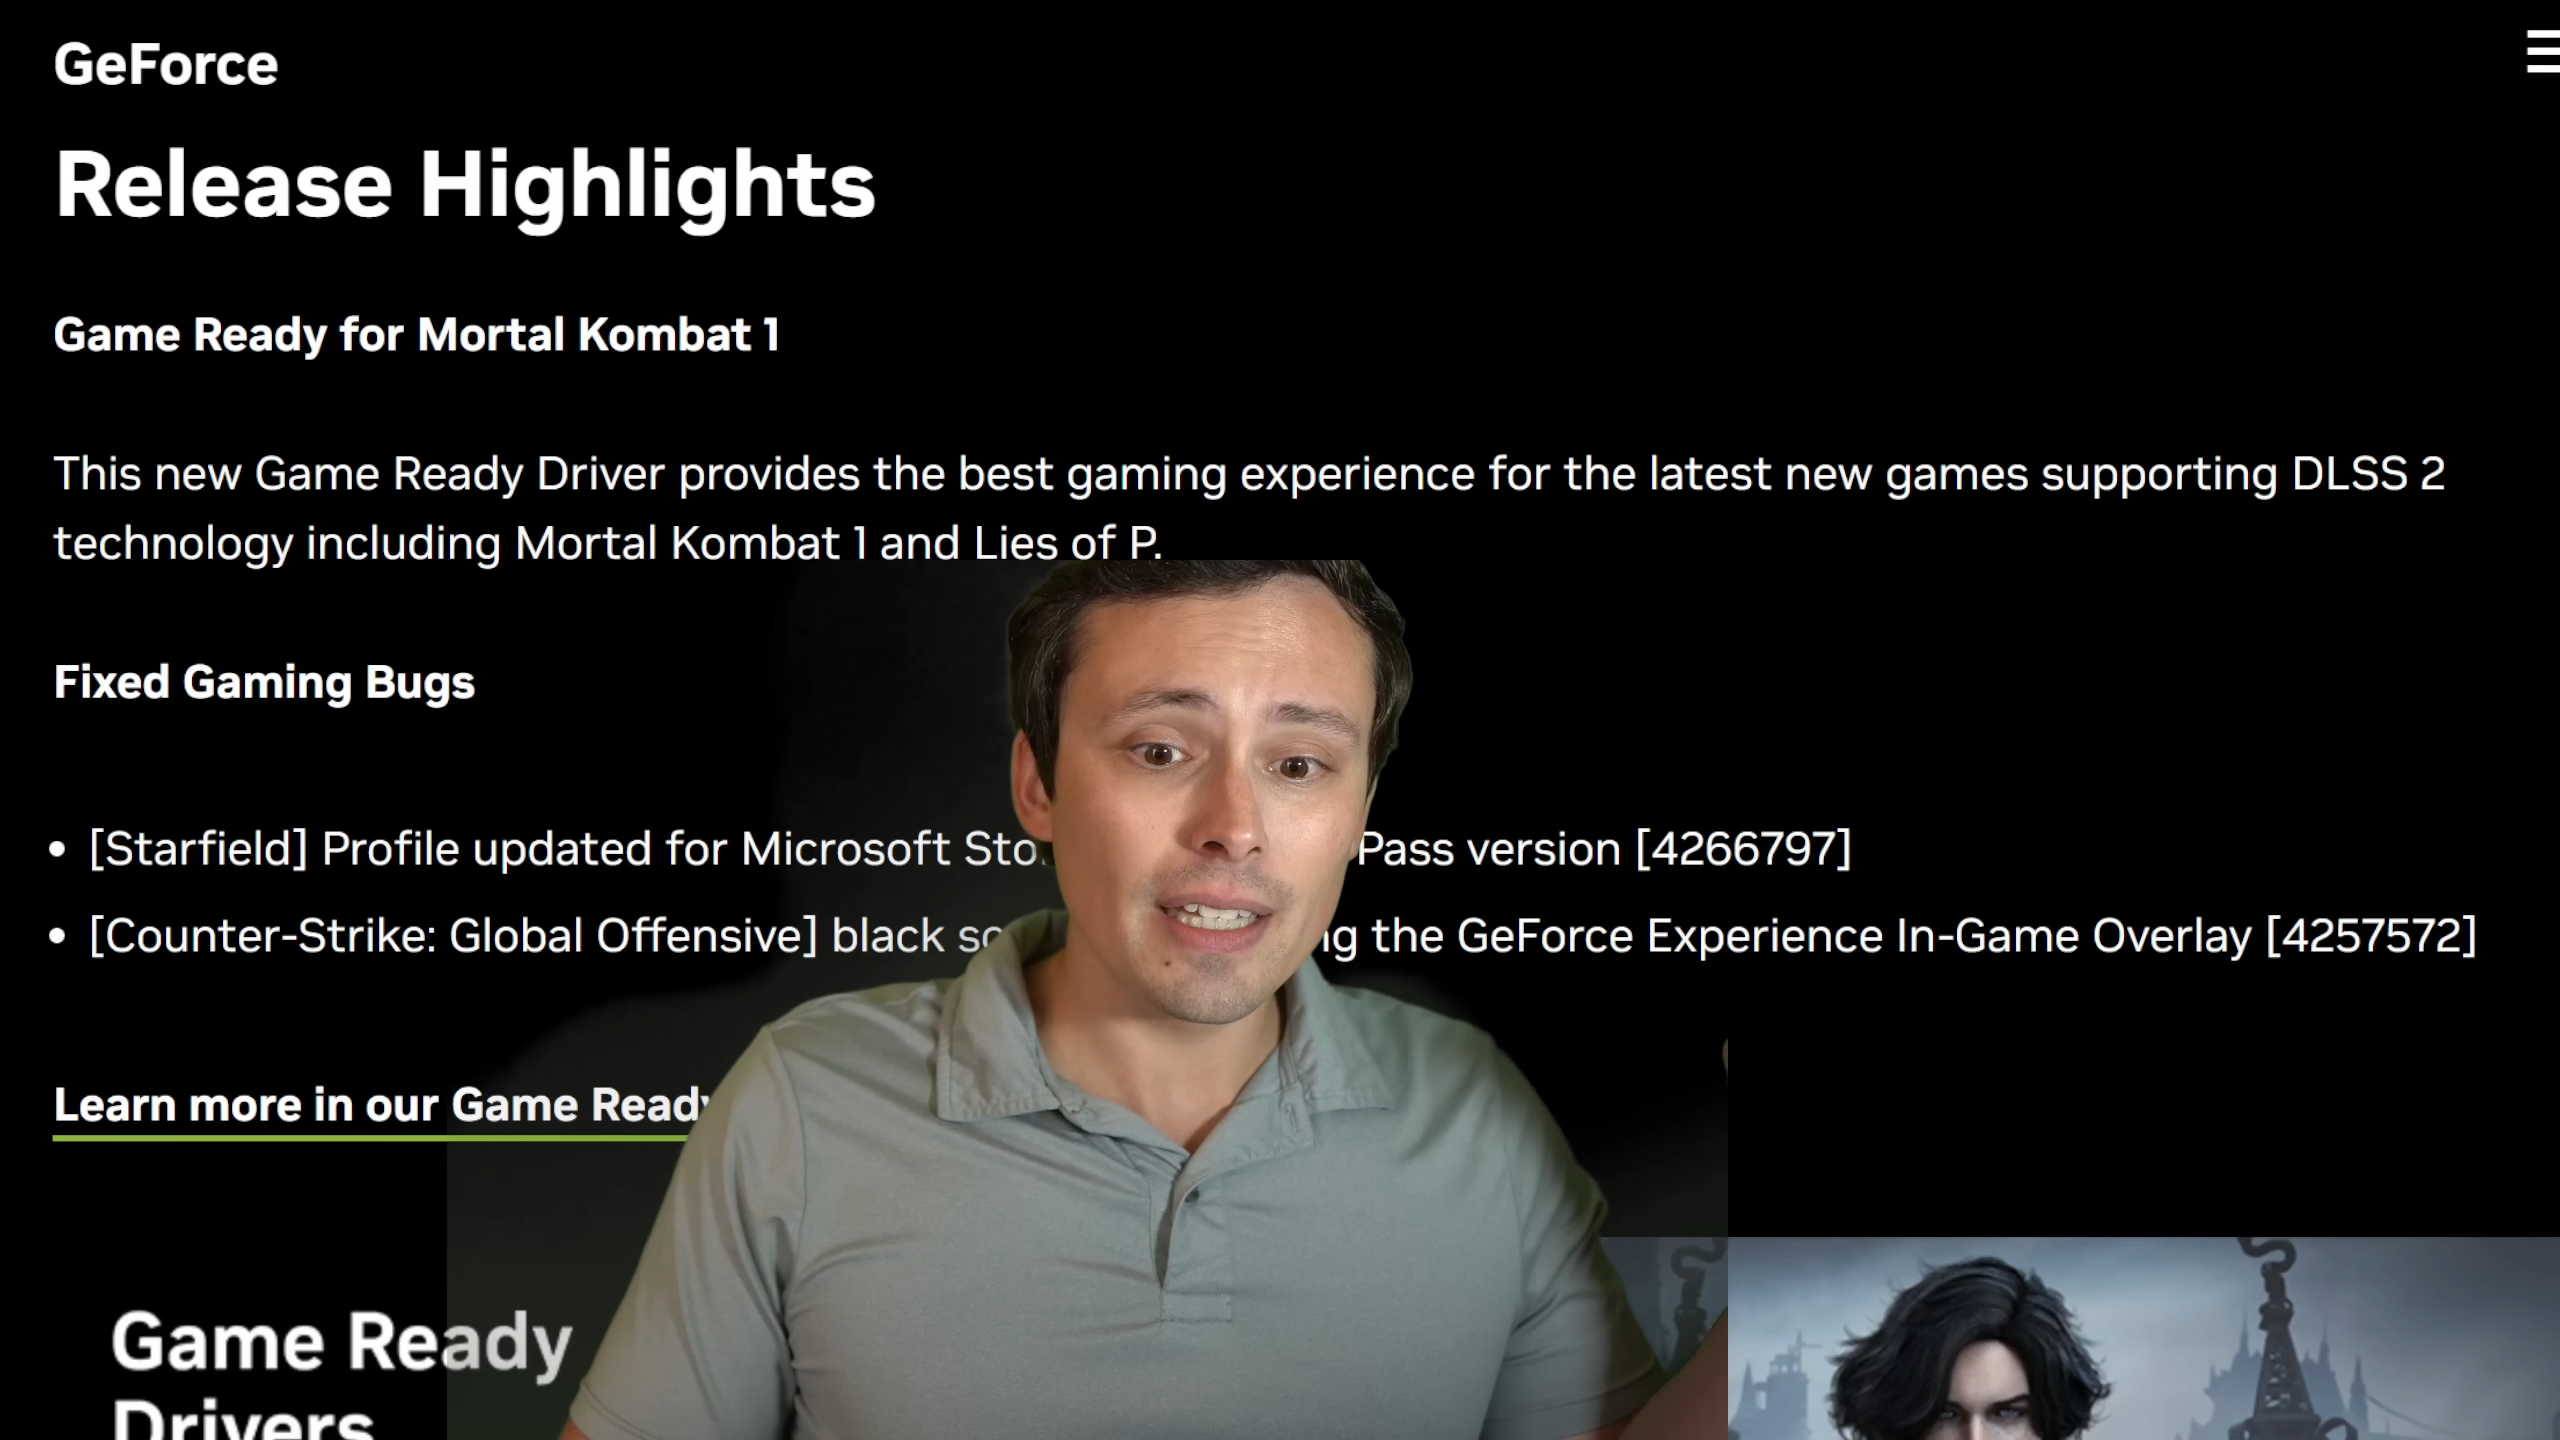 GeForce
Release Highlights
Game Ready for Mortal Kombat 1
This new Game Ready Driver provides the best gaming experience for the latest new games supporting DLSS 2
technology including Mortal Kombat 1 and Lies of P.
Fixed Gaming Bugs
• [Starfield] Profile updated for Microsoft Pass version [4266797]
• [Counter-Strike: Global Offensive] black the GeForce Experience In-Game Overlay [4257572]
Learn more in our Game Ready
Game Ready
Drivers